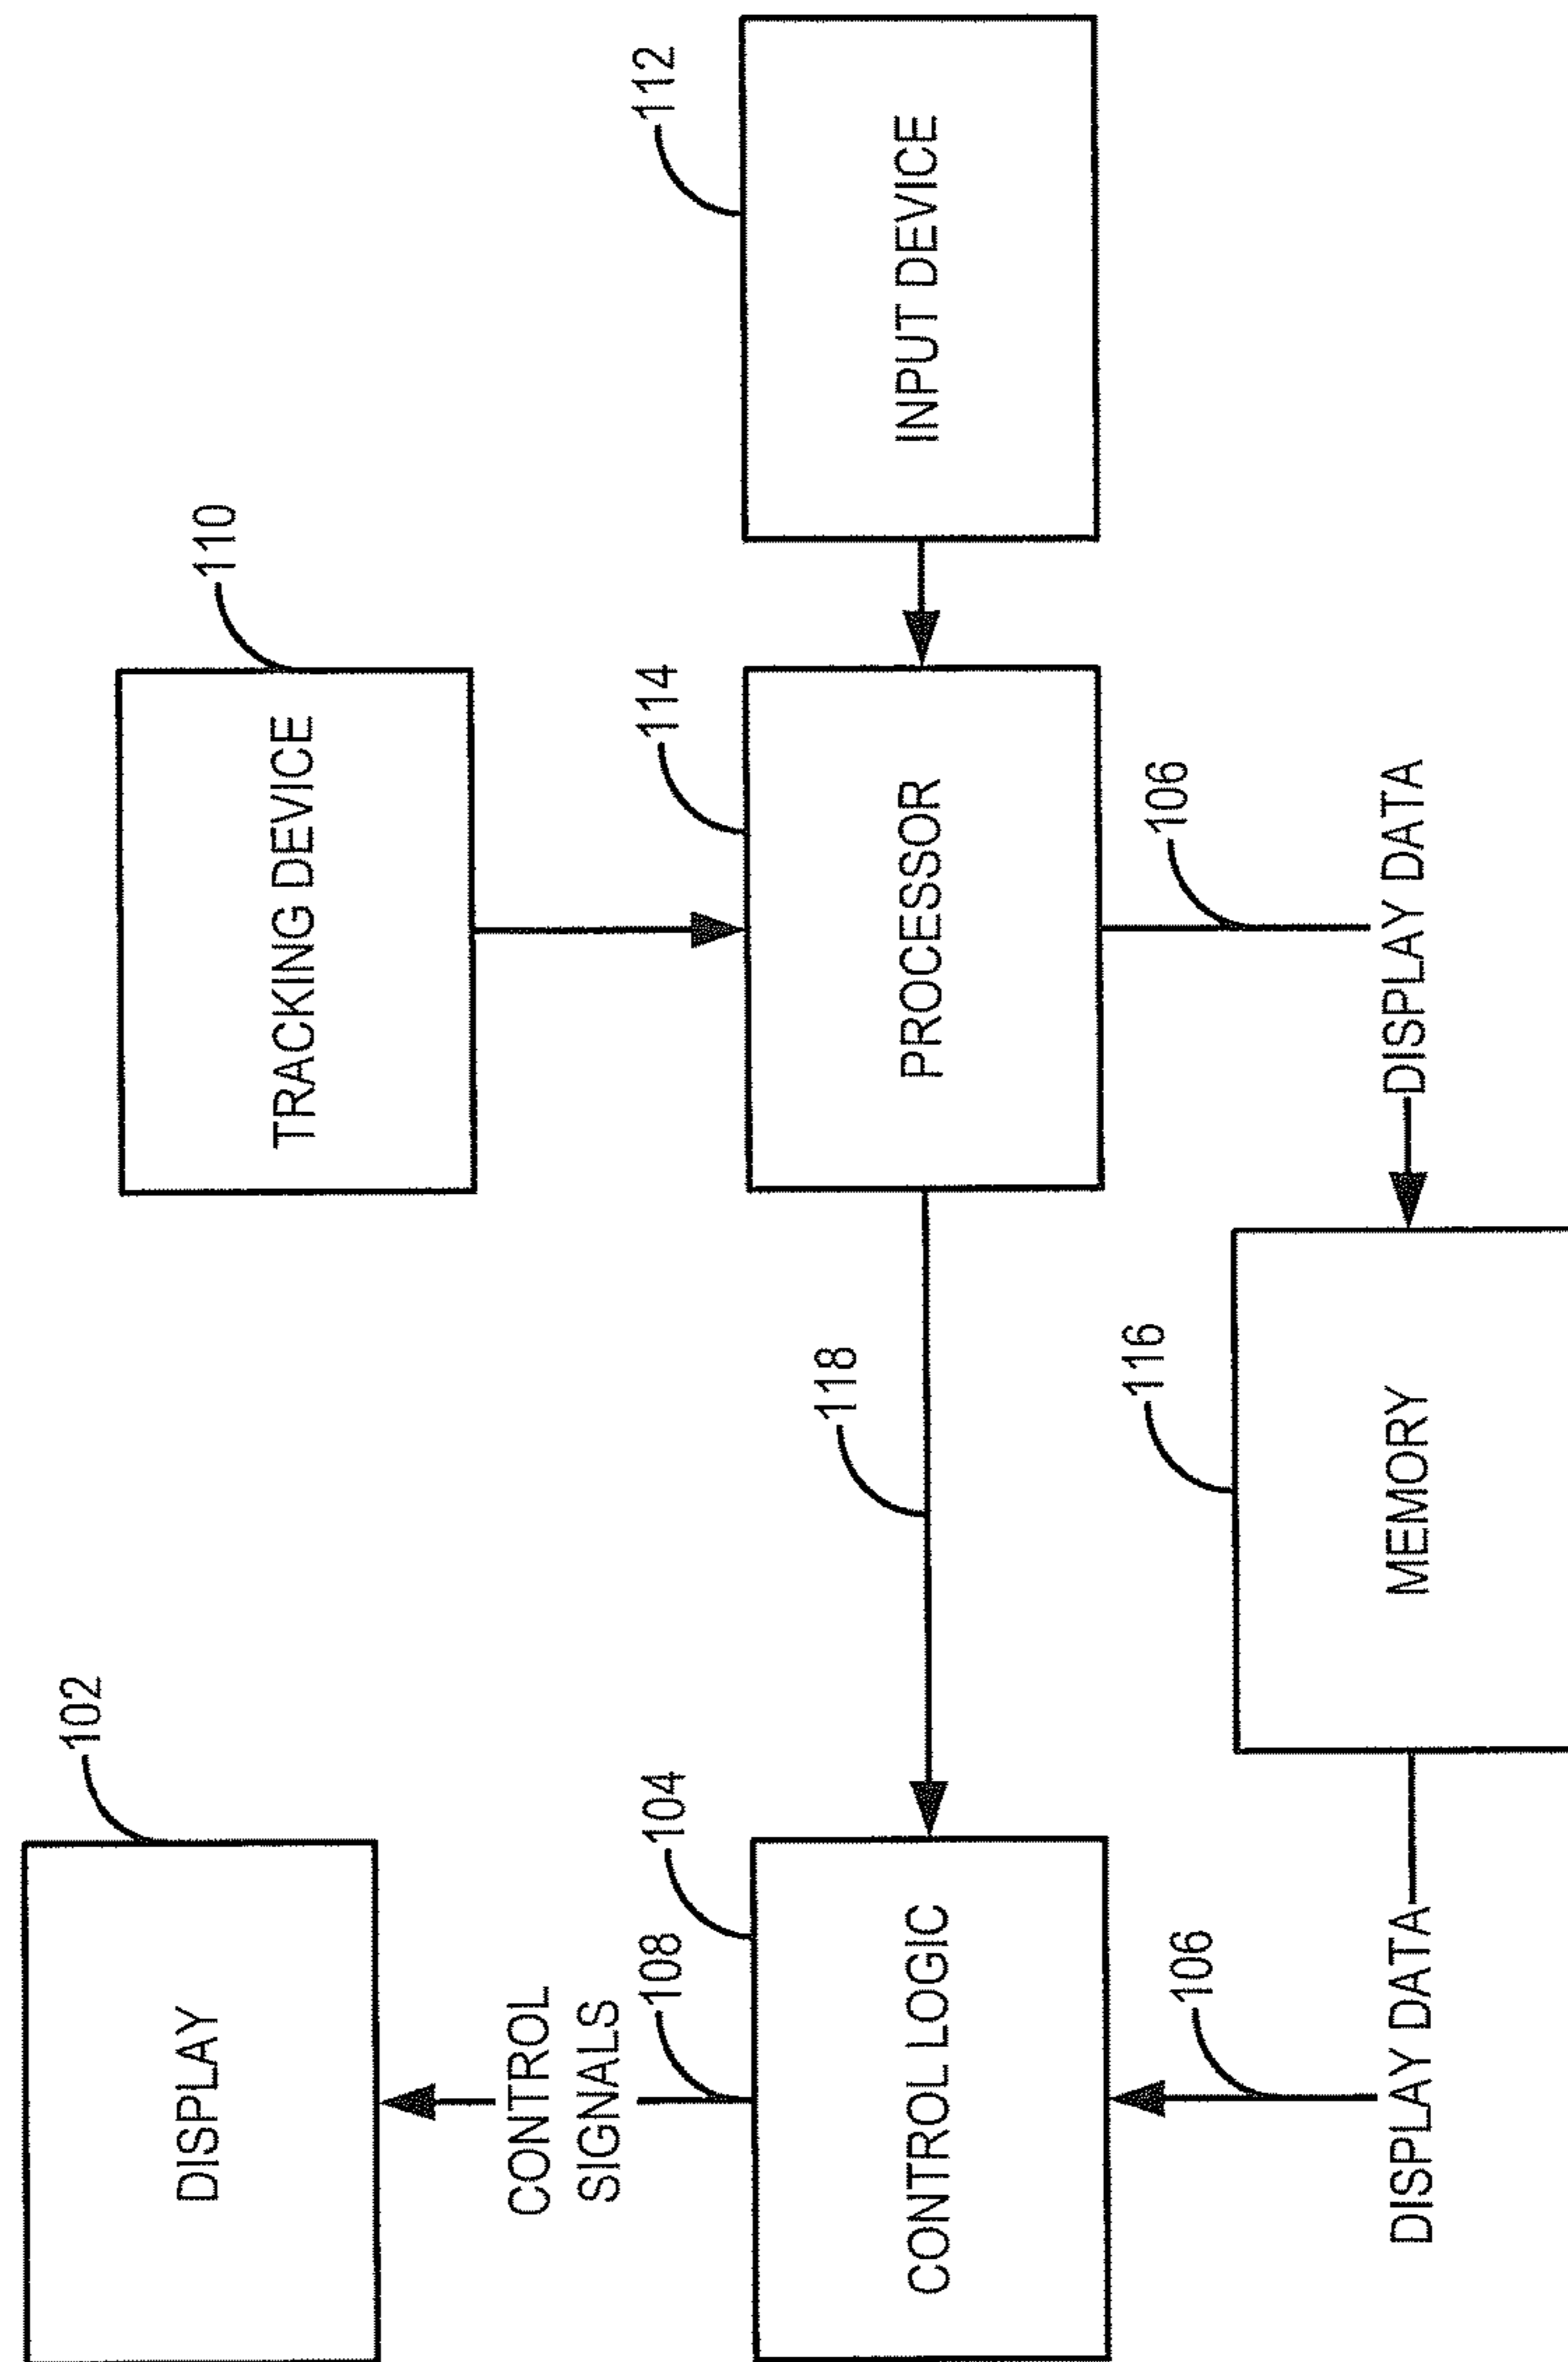 102
DISPLAY
110
TRACKING DEVICE
CONTROL
SIGNALS
108
104
114
112
CONTROL LOGIC
118
PROCESSOR
INPUT DEVICE
106
116
106
DISPLAY DATA
MEMORY
DISPLAY DATA